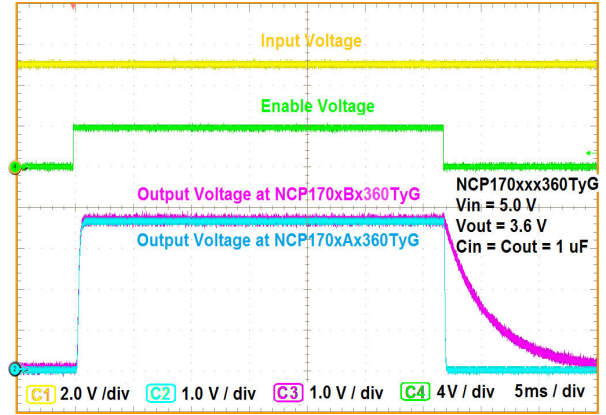 Input Voltage
Enable Voltage
Output Voltage at NCP170xBx360TyG
Output Voltage at NCP170xAx360TyG
NCP170xxx360TyG
Vin = 5.0 V
Vout = 3.6 V
Cin = Cout = 1 uF
C1 2.0 V / div C2 1.0 V / div C3 1.0 V / div C4 4V / div 5ms / div